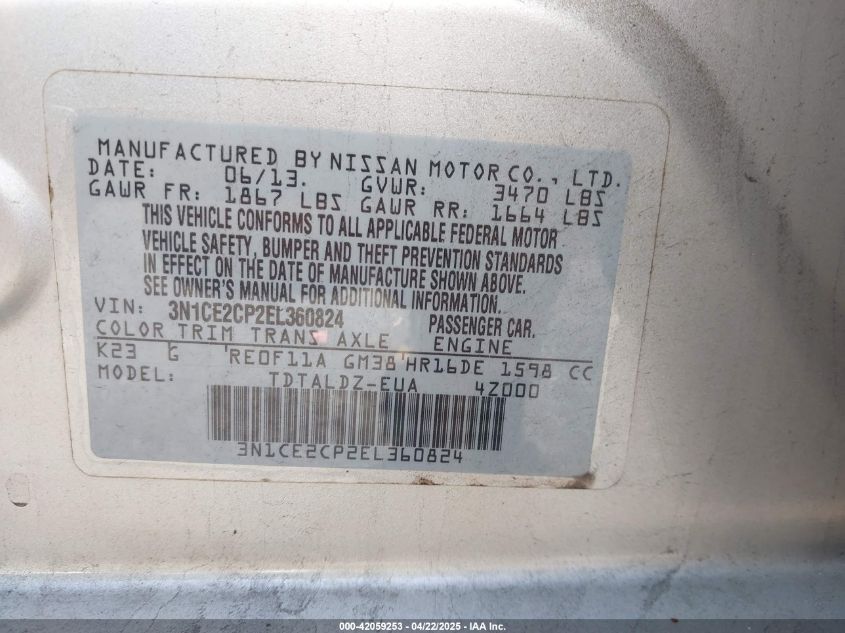 MANUFACTURED BY NISSAN MOTOR CO., LTD.
DATE: 06/13. GVWR: 3470 LBS
GAWR FR: 1867 LBS GAWR RR: 1664 LBS
THIS VEHICLE CONFORMS TO ALL APPLICABLE FEDERAL MOTOR
VEHICLE SAFETY, BUMPER AND THEFT PREVENTION STANDARDS
IN EFFECT ON THE DATE OF MANUFACTURE SHOWN ABOVE.
SEE OWNER'S MANUAL FOR ADDITIONAL INFORMATION.
VIN: 3N1CE2CP2EL360824 PASSENGER CAR.
COLOR TRIM TRANS AXLE ENGINE
K23 G RE0F11A GM38 HR16DE 1598 CC
MODEL: TDTALDZ-EUA 4Z000
3N1CE2CP2EL360824
000-42059253 - 04/22/2025 - IAA Inc.